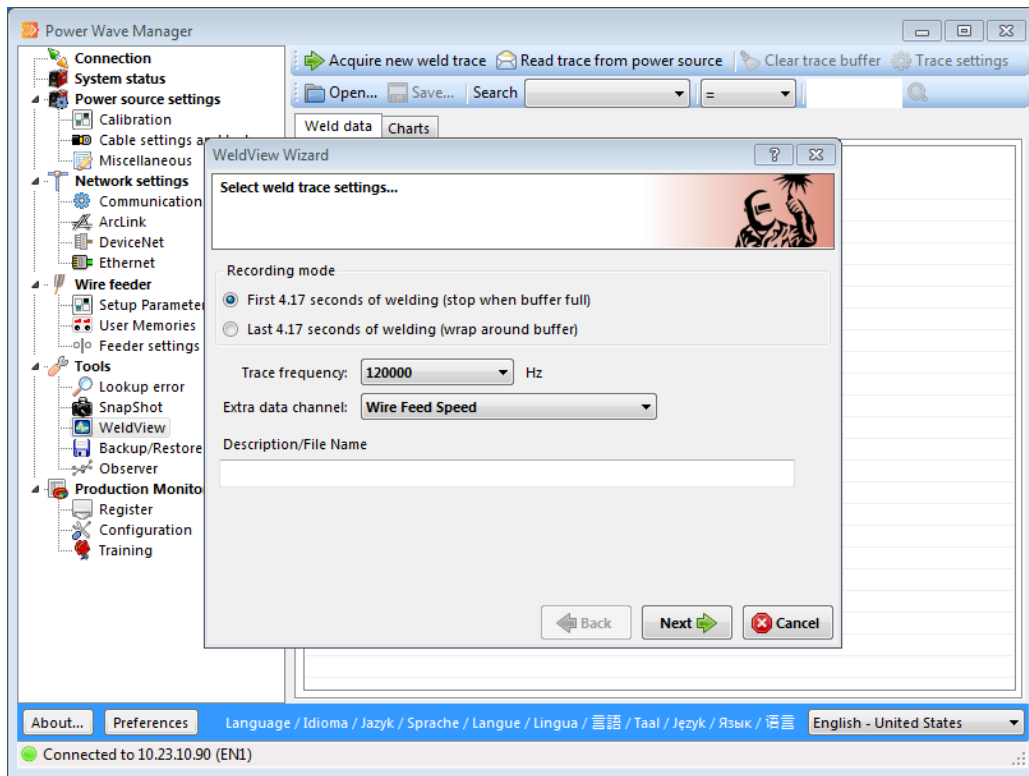 Power Wave Manager
Connection
System status
Power source settings
Calibration
Cable settings
Miscellaneous
Network settings
Communication
ArcLink
DeviceNet
Ethernet
Wire feeder
Setup Parameter
User Memories
Feeder settings
Tools
Lookup error
SnapShot
WeldView
Backup/Restore
Observer
Production Monito
Register
Configuration
Training
Acquire new weld trace Read trace from power source Clear trace buffer Trace settings
Open... Save... Search =
Weld data Charts
WeldView Wizard ?
Select weld trace settings...
Recording mode
First 4.17 seconds of welding (stop when buffer full)
Last 4.17 seconds of welding (wrap around buffer)
Trace frequency: 120000 Hz
Extra data channel: Wire Feed Speed
Description/File Name
Back Next Cancel
About... Preferences Language / Idioma / Jazyk / Sprache / Langue / Lingua / 言語 / Taal / Język / Язык / 语言 English - United States
Connected to 10.23.10.90 (EN1)